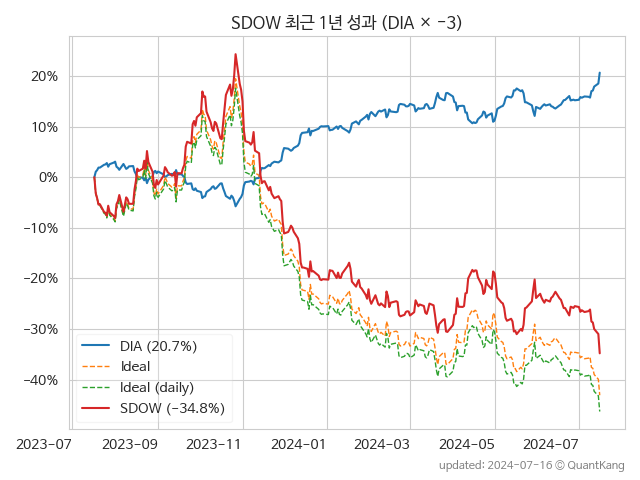 SDOW 최근 1년 성과 (DIA × −3)
20%
10%
0%
−10%
−20%
−30%
−40%
DIA (20.7%)
Ideal
Ideal (daily)
SDOW (−34.8%)
2023-07 2023-09 2023-11 2024-01 2024-03 2024-05 2024-07
updated: 2024-07-16 © QuantKang